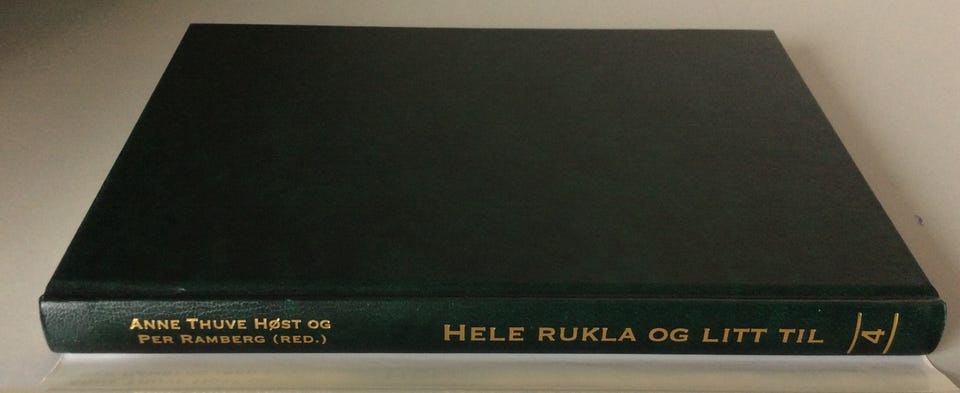 Anne Thuve Høst og
Per Ramberg (red.)
Hele rukla og litt til
4